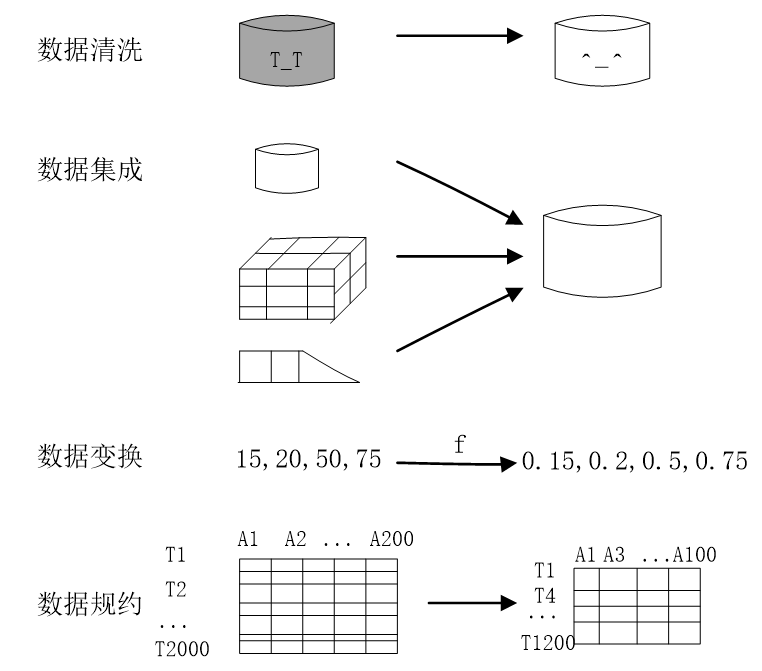 数据清洗
T_T
^_^
数据集成
数据变换
15,20,50,75
f
0.15,0.2,0.5,0.75
数据规约
A1 A2 ... A200
T1
T2
...
T2000
A1 A3 ...A100
T1
T4
...
T1200